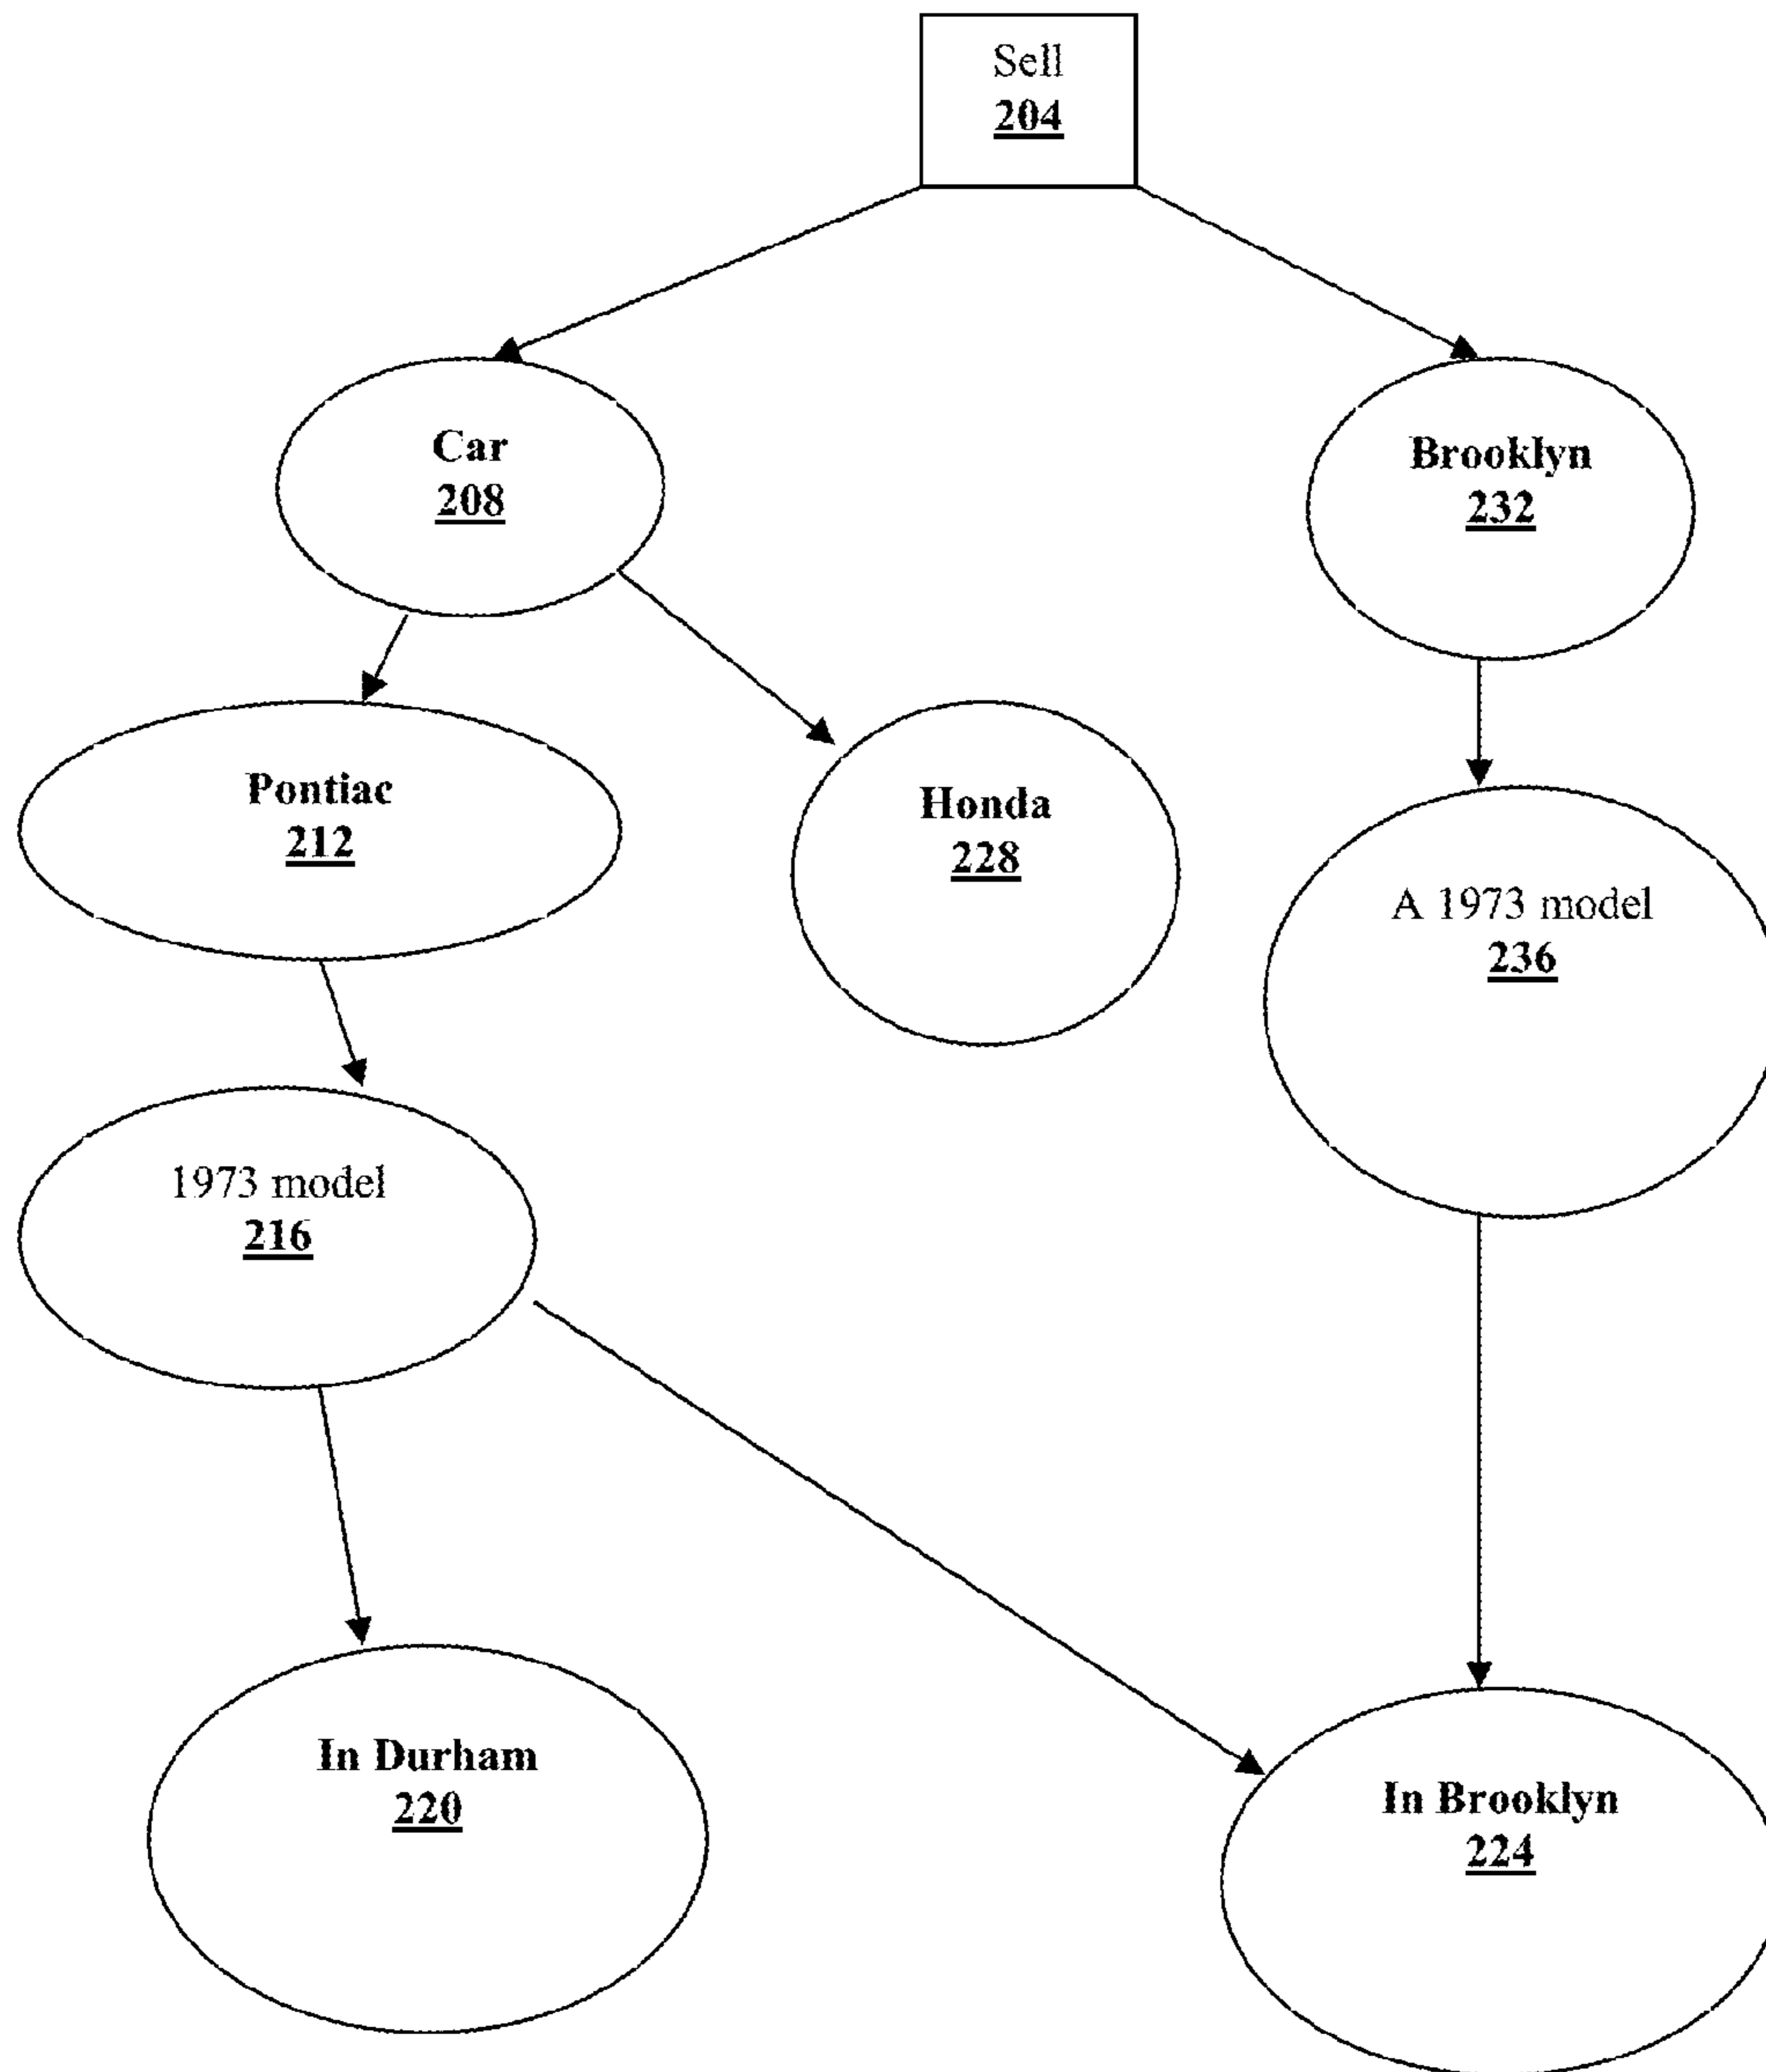 Sell
204
Car
208
Brooklyn
232
Pontiac
212
Honda
228
A 1973 model
236
1973 model
216
In Durham
220
In Brooklyn
224